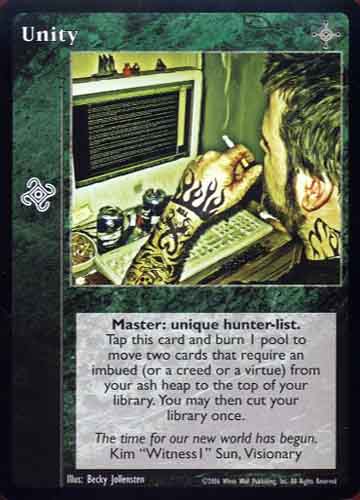 Unity
Master: unique hunter-list.
Tap this card and burn 1 pool to
move two cards that require an
imbued (or a creed or a virtue) from
your ash heap to the top of your
library. You may then cut your
library once.
The time for our new world has begun.
Kim "Witness1" Sun, Visionary
Illus: Becky Jollensten
©2006 White Wolf Publishing, Inc. All Rights Reserved